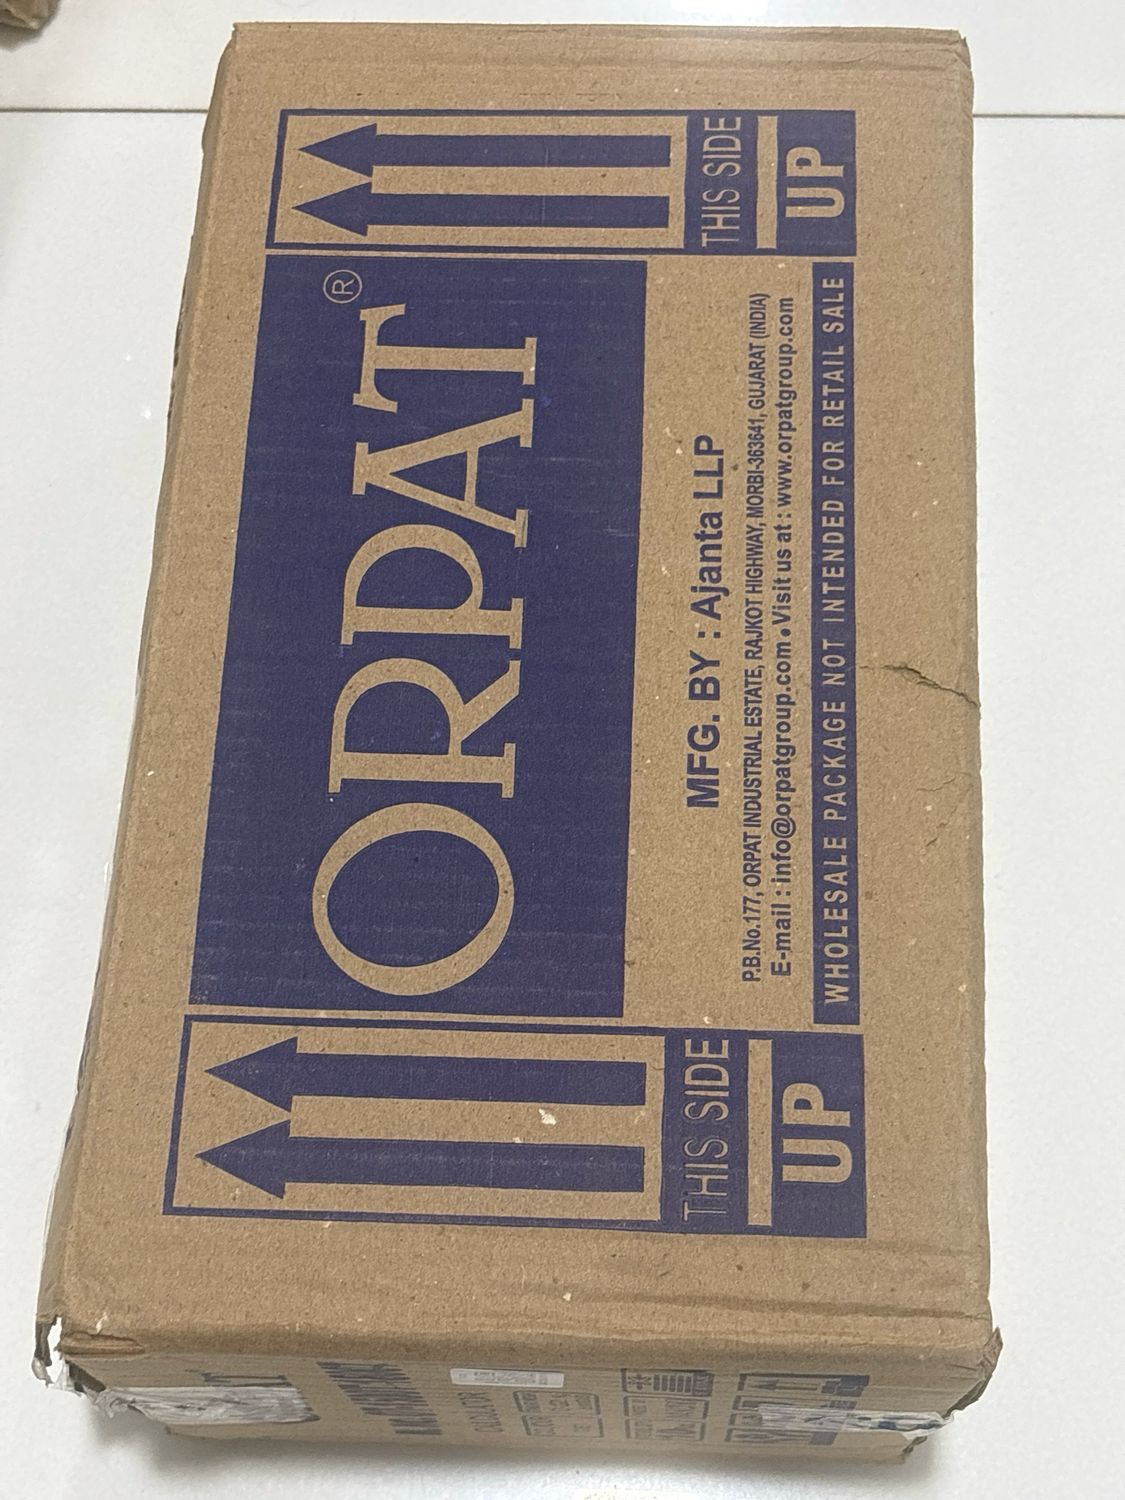 THIS SIDE
UP
ORPAT®
MFG. BY : Ajanta LLP
P.B.No.177, ORPAT INDUSTRIAL ESTATE, RAJKOT HIGHWAY, MORBI-363641, GUJARAT (INDIA)
E-mail : info@orpatgroup.com • Visit us at : www.orpatgroup.com
WHOLESALE PACKAGE NOT INTENDED FOR RETAIL SALE
THIS SIDE
UP